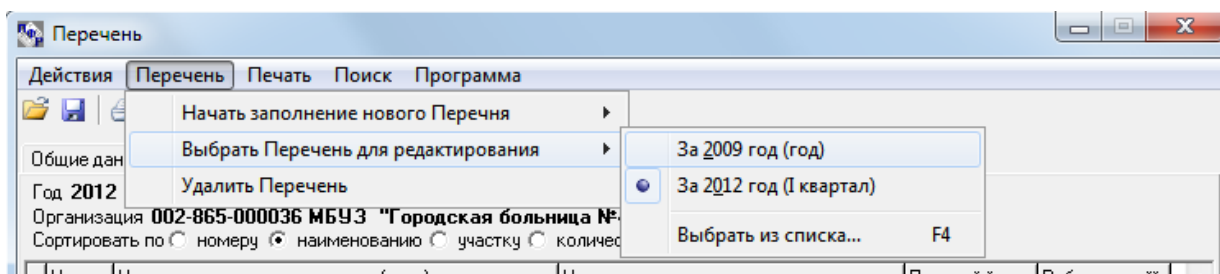 Перечень
Действия Перечень Печать Поиск Программа
Начать заполнение нового Перечня
Общие дан Выбрать Перечень для редактирования За 2009 год (год)
Год 2012 Удалить Перечень За 2012 год (I квартал)
Организация 002-865-000036 МБУЗ "Городская больница №
Сортировать по номеру наименованию участку количес Выбрать из списка... F4